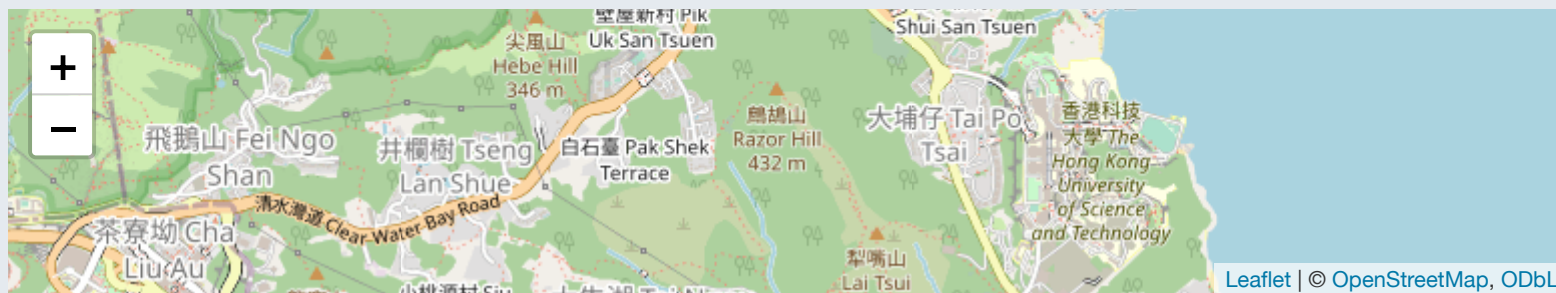 +
−
壁屋新村 Pik
Uk San Tsuen
尖風山
Hebe Hill
346 m
Shui San Tsuen
飛鵝山 Fei Ngo
Shan
井欄樹 Tseng
Lan Shue
白石臺 Pak Shek
Terrace
鷓鴣山
Razor Hill
432 m
大埔仔 Tai Po
Tsai
香港科技
大學 The
Hong Kong
University
of Science
and Technology
清水灣道 Clear Water Bay Road
茶寮坳 Cha
Liu Au
犁嘴山
Lai Tsui
Leaflet | © OpenStreetMap, ODbL